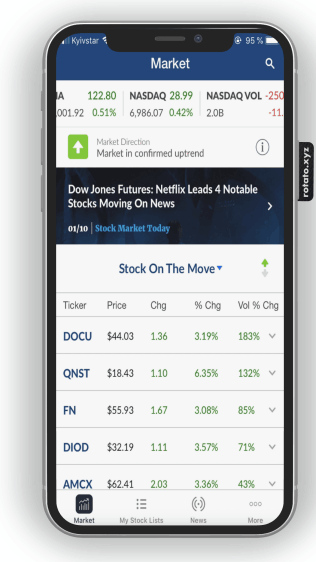 Kyivstar 95 %
Market
IA 122.80 NASDAQ 28.99 NASDAQ VOL -250
,001.92 0.51% 6,986.07 0.42% 2.0B -11.
Market Direction
Market in confirmed uptrend
Dow Jones Futures: Netflix Leads 4 Notable
Stocks Moving On News
01/10 Stock Market Today
Stock On The Move
Ticker Price Chg % Chg Vol % Chg
DOCU $44.03 1.36 3.19% 183%
QNST $18.43 1.10 6.35% 132%
FN $55.93 1.67 3.08% 85%
DIOD $32.19 1.11 3.57% 71%
AMCX $62.41 2.03 3.36% 43%
Market My Stock Lists News More
rotato.xyz